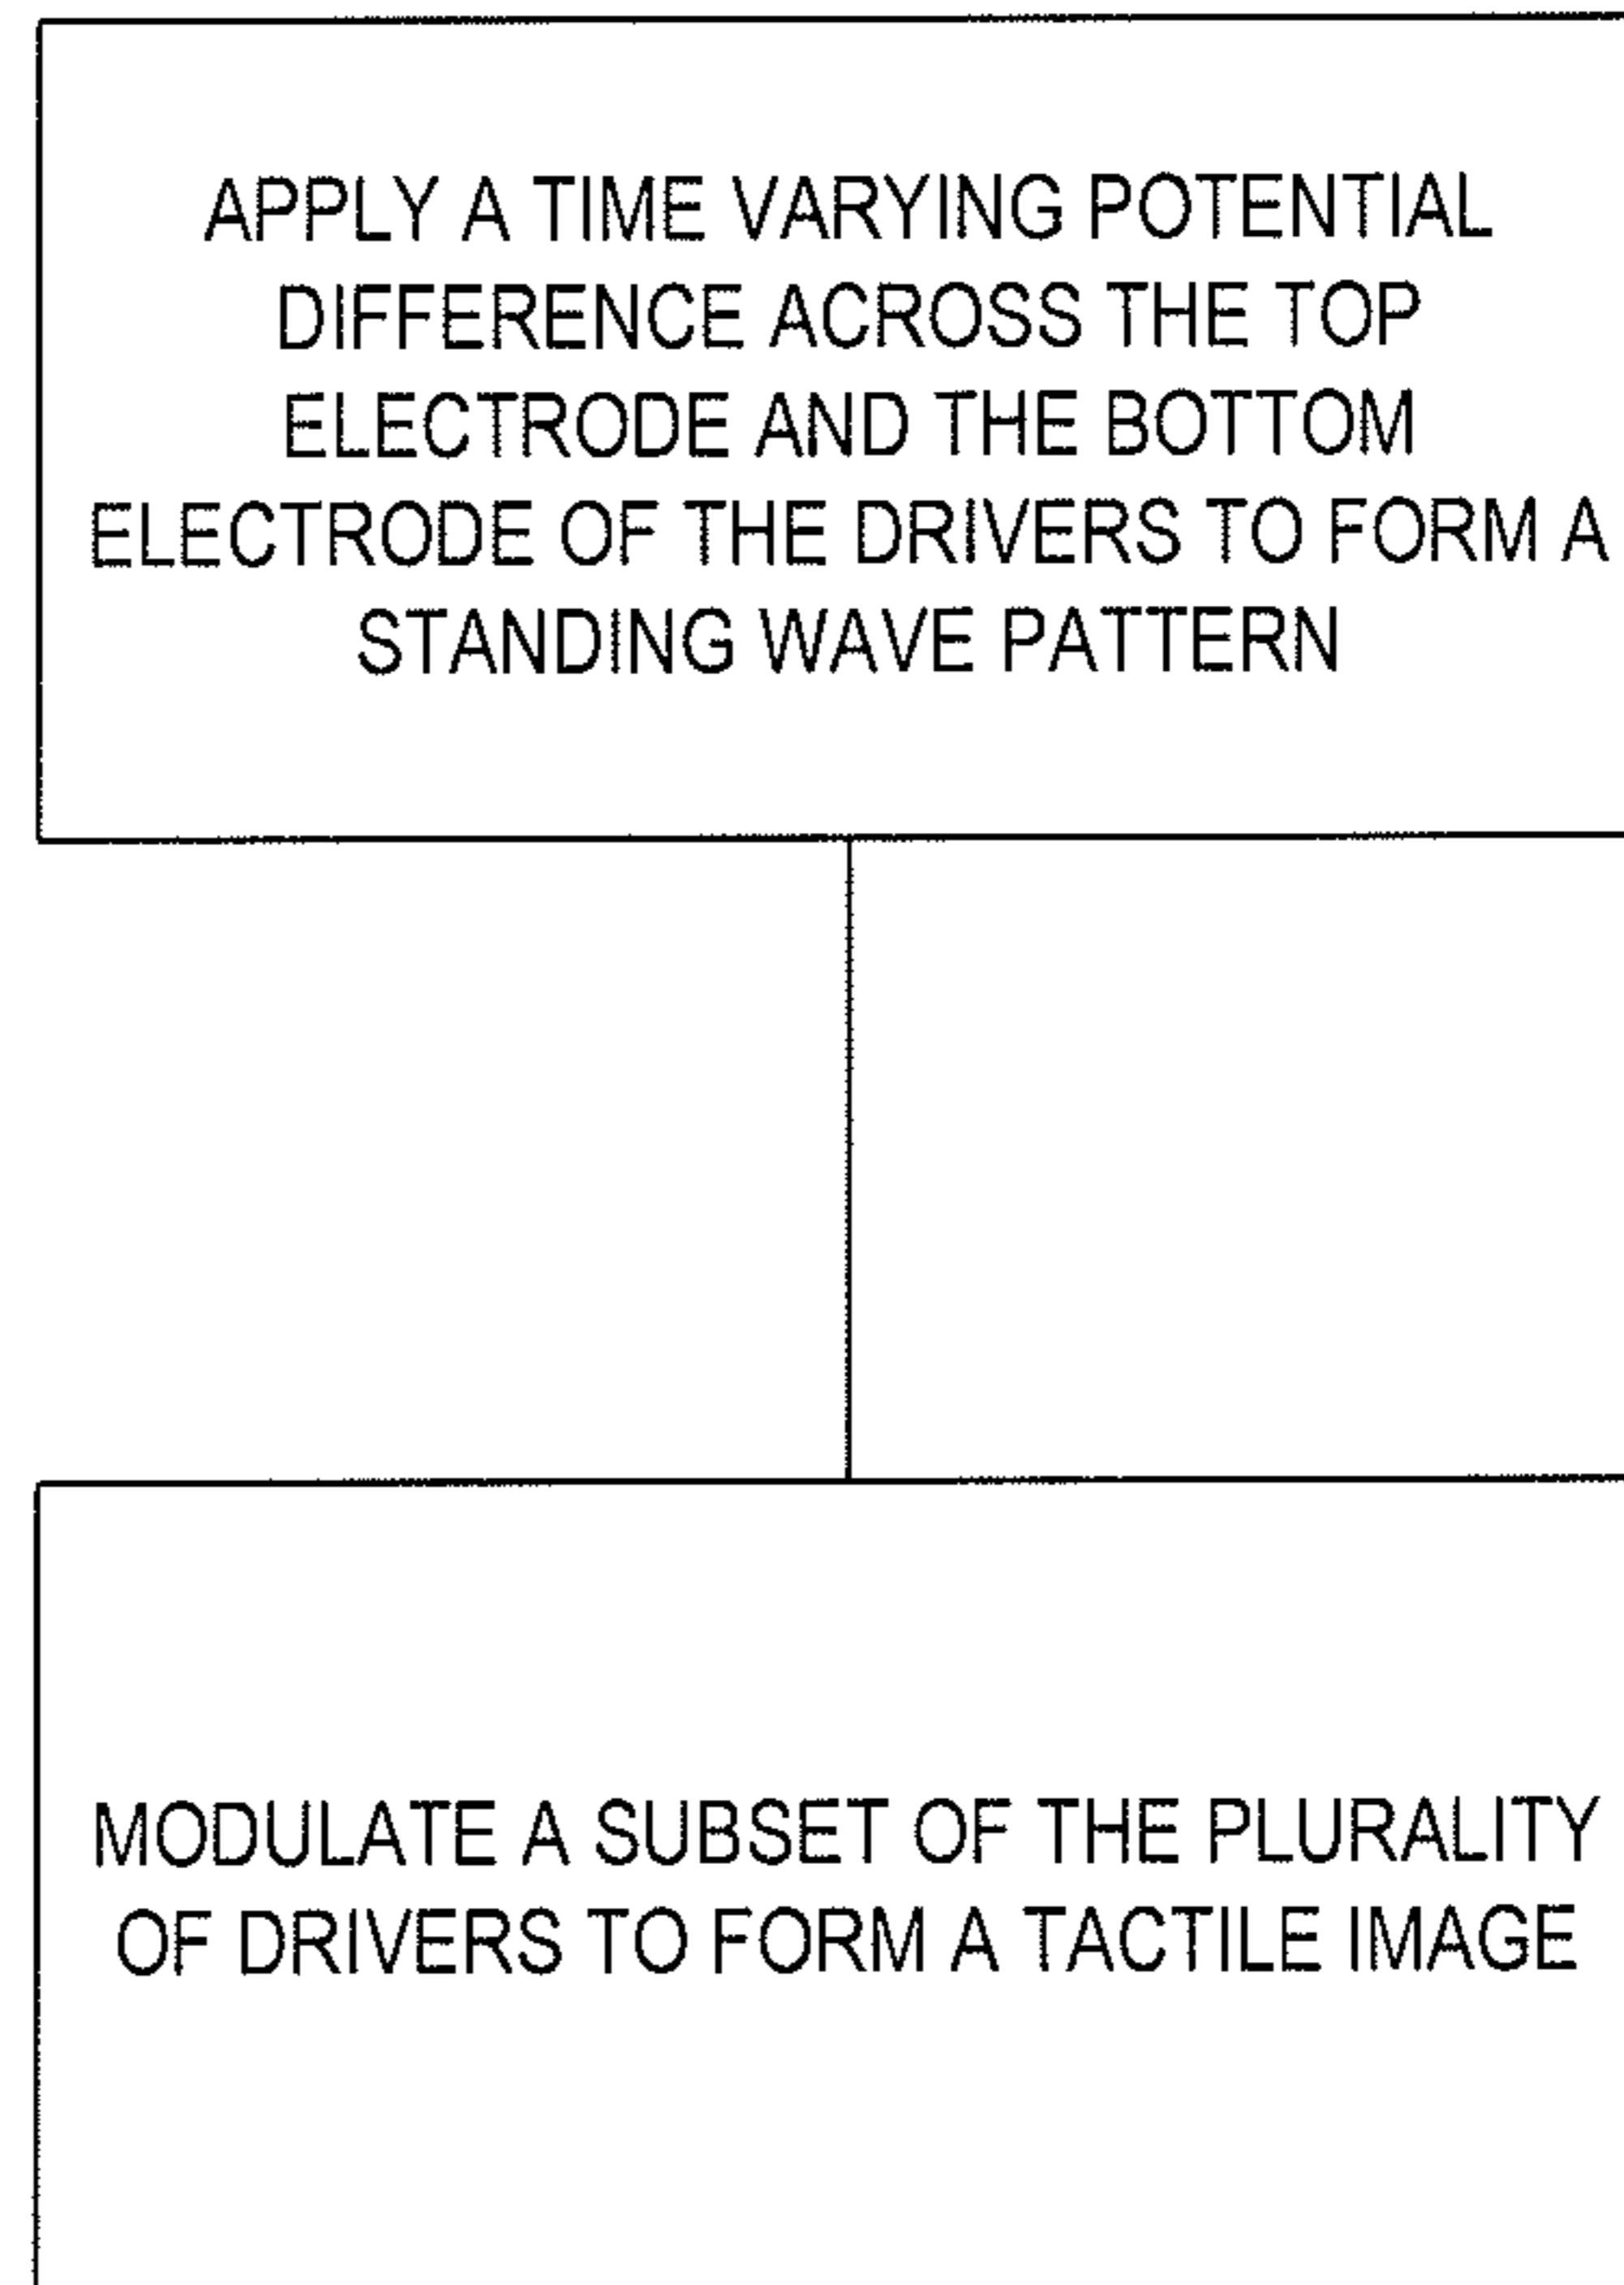 APPLY A TIME VARYING POTENTIAL
DIFFERENCE ACROSS THE TOP
ELECTRODE AND THE BOTTOM
ELECTRODE OF THE DRIVERS TO FORM A
STANDING WAVE PATTERN
MODULATE A SUBSET OF THE PLURALITY
OF DRIVERS TO FORM A TACTILE IMAGE